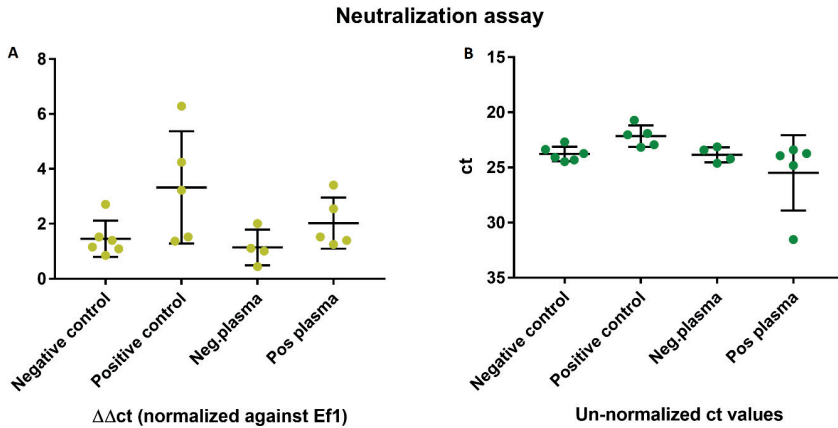 Neutralization assay
A
8
6
4
2
0
Negative control
Positive control
Neg.plasma
Pos plasma
ΔΔct (normalized against Ef1)
B
ct
15
20
25
30
35
Negative control
Positive control
Neg.plasma
Pos plasma
Un-normalized ct values